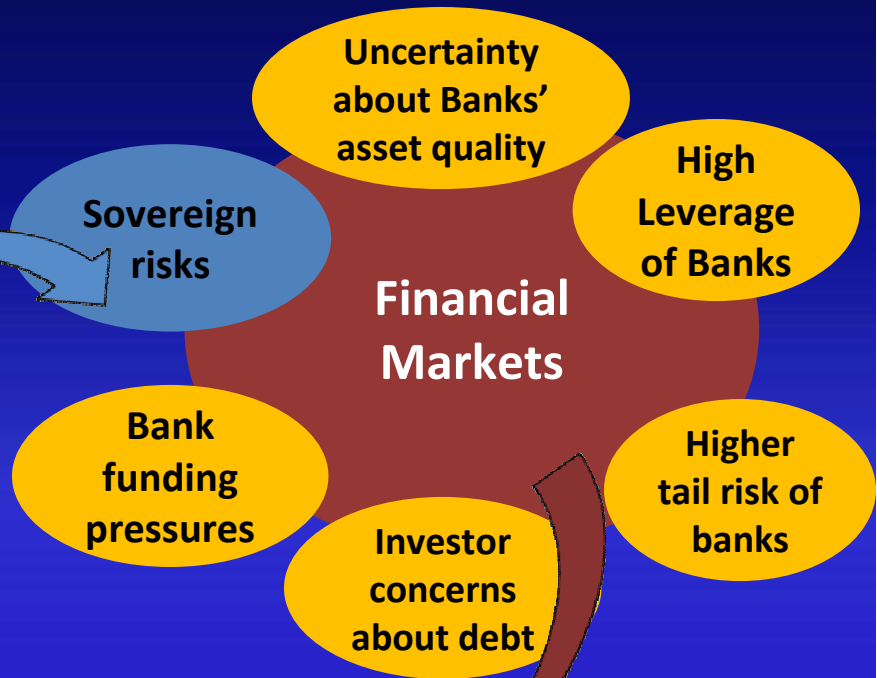 Uncertainty
about Banks'
asset quality
High
Leverage
of Banks
Sovereign
risks
Financial
Markets
Bank
funding
pressures
Higher
tail risk of
banks
Investor
concerns
about debt